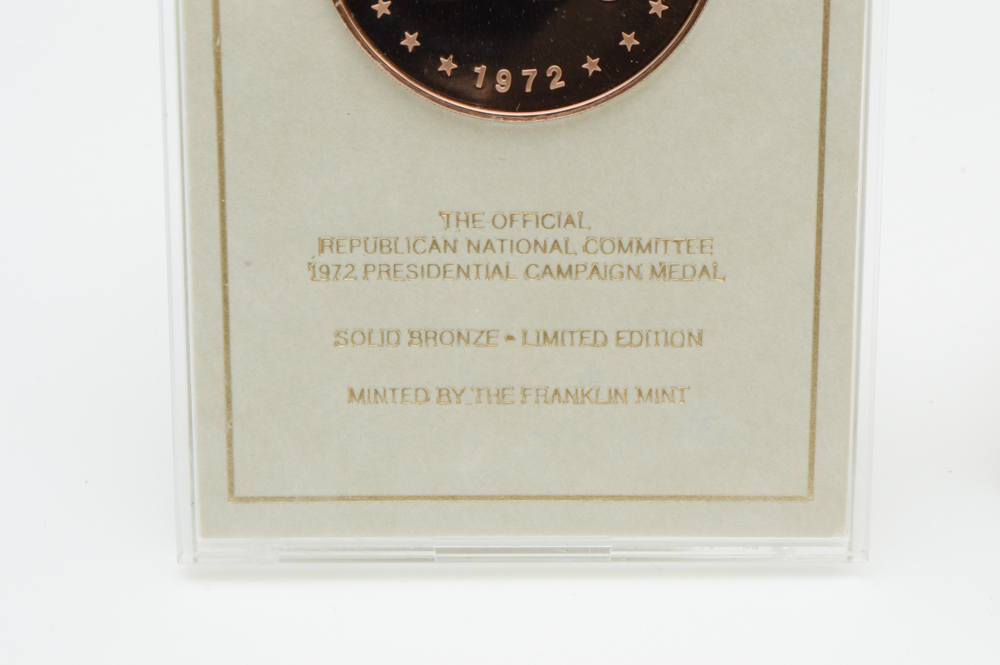 1972
THE OFFICIAL
REPUBLICAN NATIONAL COMMITTEE
1972 PRESIDENTIAL CAMPAIGN MEDAL
SOLID BRONZE • LIMITED EDITION
MINTED BY THE FRANKLIN MINT